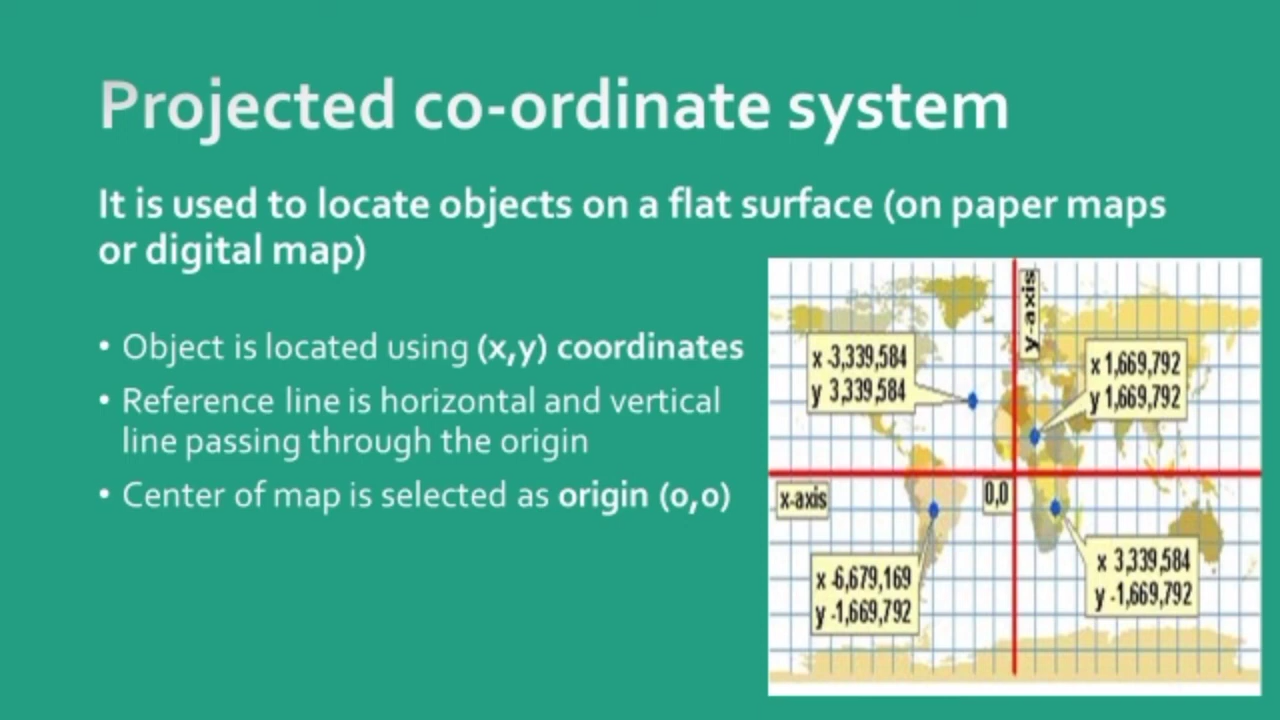 Projected co-ordinate system
It is used to locate objects on a flat surface (on paper maps
or digital map)
• Object is located using (x,y) coordinates
• Reference line is horizontal and vertical
line passing through the origin
• Center of map is selected as origin (0,0)
y-axis
x -3,339,584
y 3,339,584
x 1,669,792
y 1,669,792
x-axis
0,0
x -6,679,169
y -1,669,792
x 3,339,584
y -1,669,792